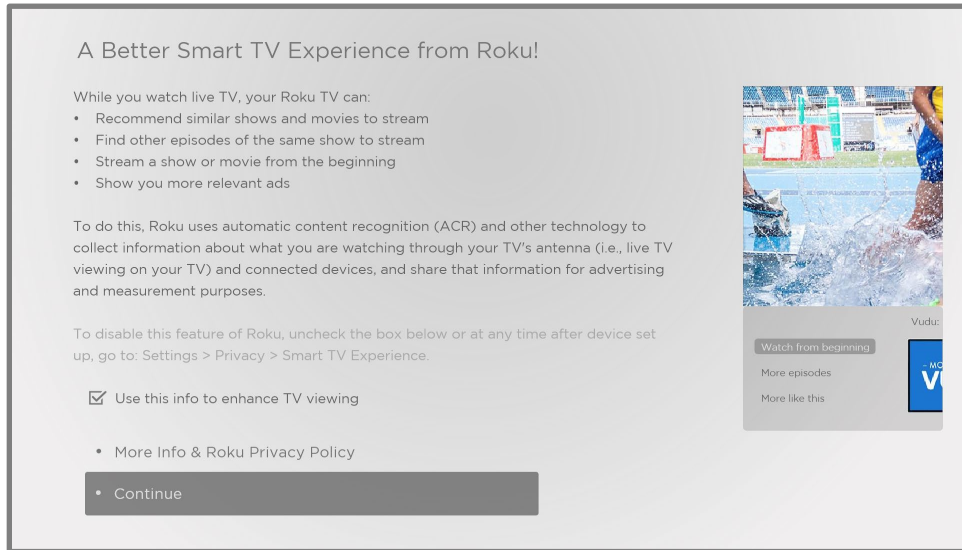 A Better Smart TV Experience from Roku!
While you watch live TV, your Roku TV can:
• Recommend similar shows and movies to stream
• Find other episodes of the same show to stream
• Stream a show or movie from the beginning
• Show you more relevant ads
To do this, Roku uses automatic content recognition (ACR) and other technology to
collect information about what you are watching through your TV's antenna (i.e., live TV
viewing on your TV) and connected devices, and share that information for advertising
and measurement purposes.
To disable this feature of Roku, uncheck the box below or at any time after device set
up, go to: Settings > Privacy > Smart TV Experience.
Use this info to enhance TV viewing
• More Info & Roku Privacy Policy
• Continue
Vudu:
Watch from beginning
More episodes
More like this